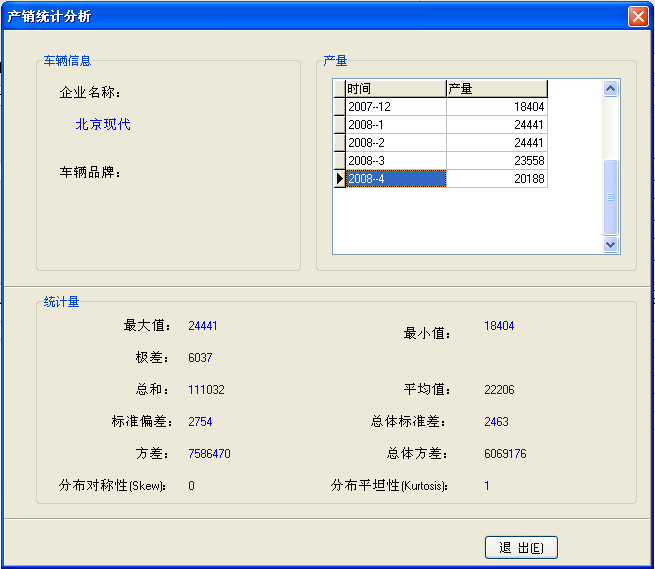 产销统计分析
车辆信息
企业名称：
北京现代
车辆品牌：
产量
时间 产量
2007--12 18404
2008--1 24441
2008--2 24441
2008--3 23558
2008--4 20188
统计量
最大值： 24441 最小值： 18404
极差： 6037
总和： 111032 平均值： 22206
标准偏差： 2754 总体标准差： 2463
方差： 7586470 总体方差： 6069176
分布对称性(Skew)： 0 分布平坦性(Kurtosis)： 1
退 出(E)